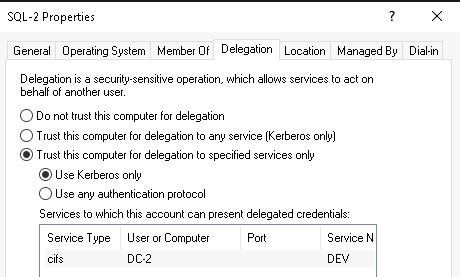 SQL-2 Properties
General Operating System Member Of Delegation Location Managed By Dial-in
Delegation is a security-sensitive operation, which allows services to act on
behalf of another user.
Do not trust this computer for delegation
Trust this computer for delegation to any service (Kerberos only)
Trust this computer for delegation to specified services only
Use Kerberos only
Use any authentication protocol
Services to which this account can present delegated credentials:
Service Type User or Computer Port Service N
cifs DC-2 DEV